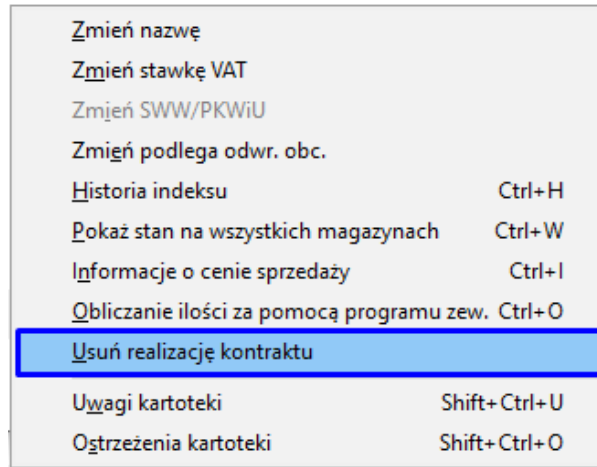 Zmień nazwę
Zmień stawkę VAT
Zmień SWW/PKWiU
Zmień podlega odwr. obc.
Historia indeksu Ctrl+H
Pokaż stan na wszystkich magazynach Ctrl+W
Informacje o cenie sprzedaży Ctrl+I
Obliczanie ilości za pomocą programu zew. Ctrl+O
Usuń realizację kontraktu
Uwagi kartoteki Shift+Ctrl+U
Ostrzeżenia kartoteki Shift+Ctrl+O